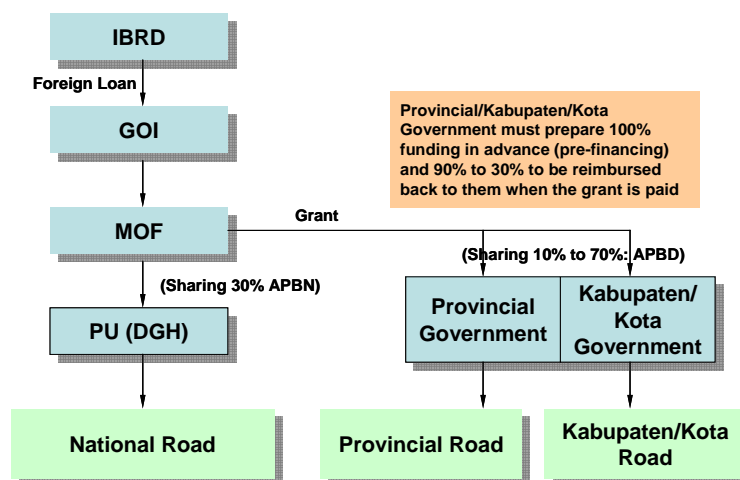 IBRD
Foreign Loan
GOI
Provincial/Kabupaten/Kota
Government must prepare 100%
funding in advance (pre-financing)
and 90% to 30% to be reimbursed
back to them when the grant is paid
MOF
Grant
(Sharing 10% to 70%: APBD)
(Sharing 30% APBN)
PU (DGH)
Provincial
Government
Kabupaten/
Kota
Government
National Road
Provincial Road
Kabupaten/Kota
Road